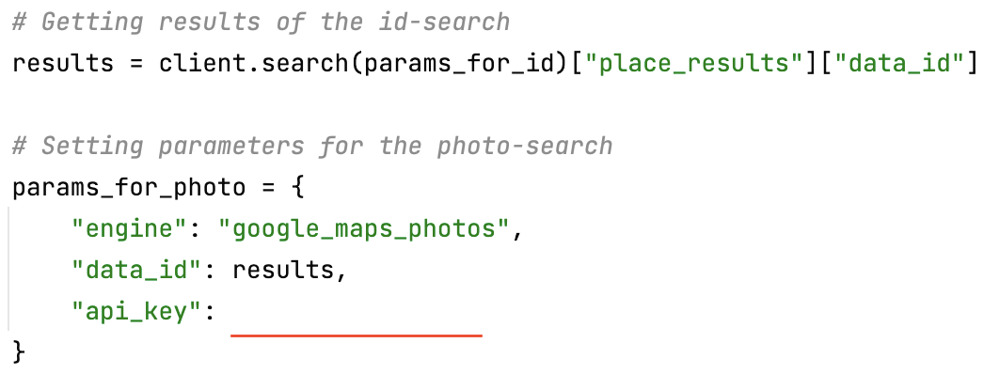 # Getting results of the id-search
results = client.search(params_for_id)["place_results"]["data_id"]
# Setting parameters for the photo-search
params_for_photo = {
"engine": "google_maps_photos",
"data_id": results,
"api_key":
}